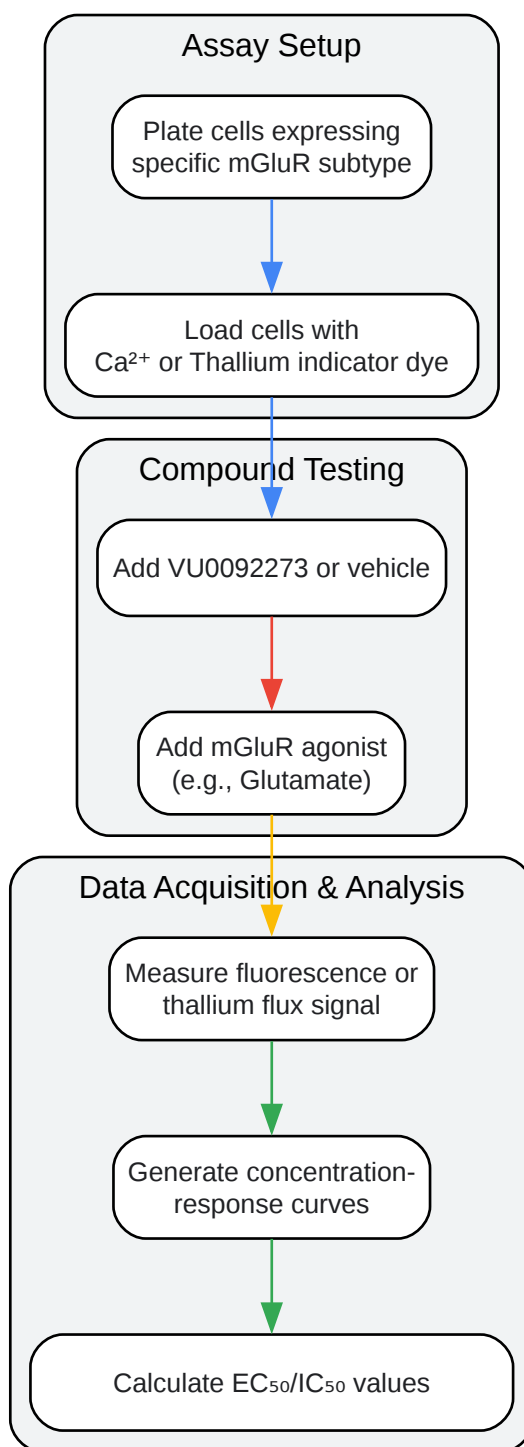 Assay Setup
Plate cells expressing
specific mGluR subtype
Load cells with
Ca²⁺ or Thallium indicator dye
Compound Testing
Add VU0092273 or vehicle
Add mGluR agonist
(e.g., Glutamate)
Data Acquisition & Analysis
Measure fluorescence or
thallium flux signal
Generate concentration-
response curves
Calculate EC₅₀/IC₅₀ values